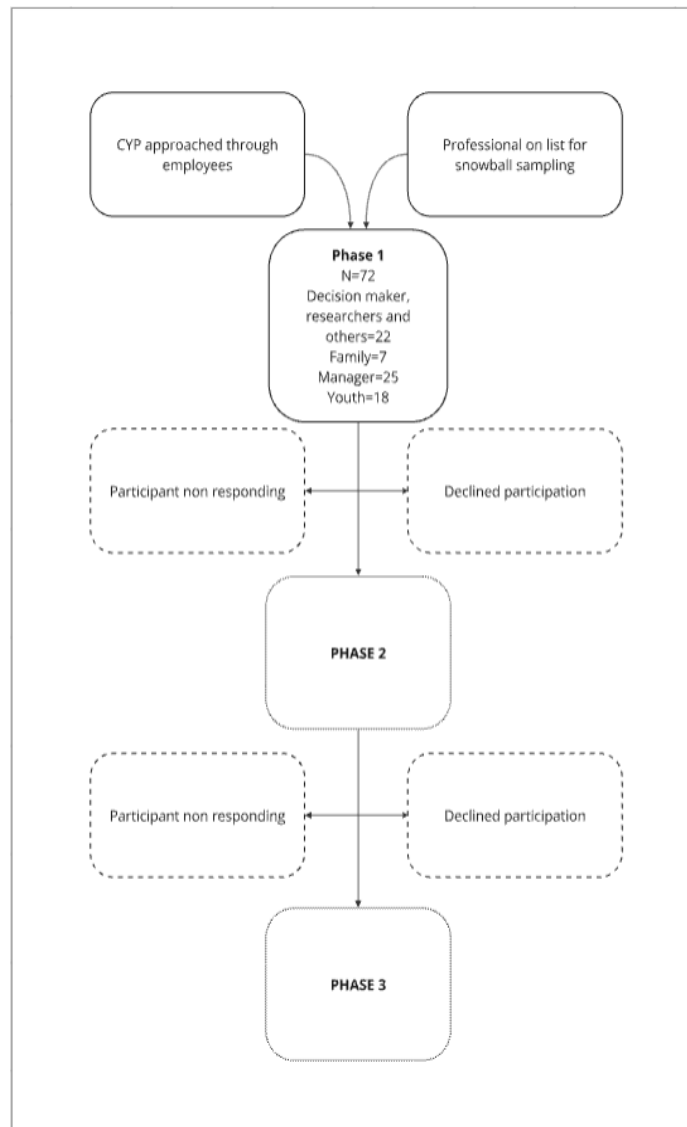 CYP approached through
employees
Professional on list for
snowball sampling
Phase 1
N=72
Decision maker,
researchers and
others=22
Family=7
Manager=25
Youth=18
Participant non responding
Declined participation
PHASE 2
Participant non responding
Declined participation
PHASE 3